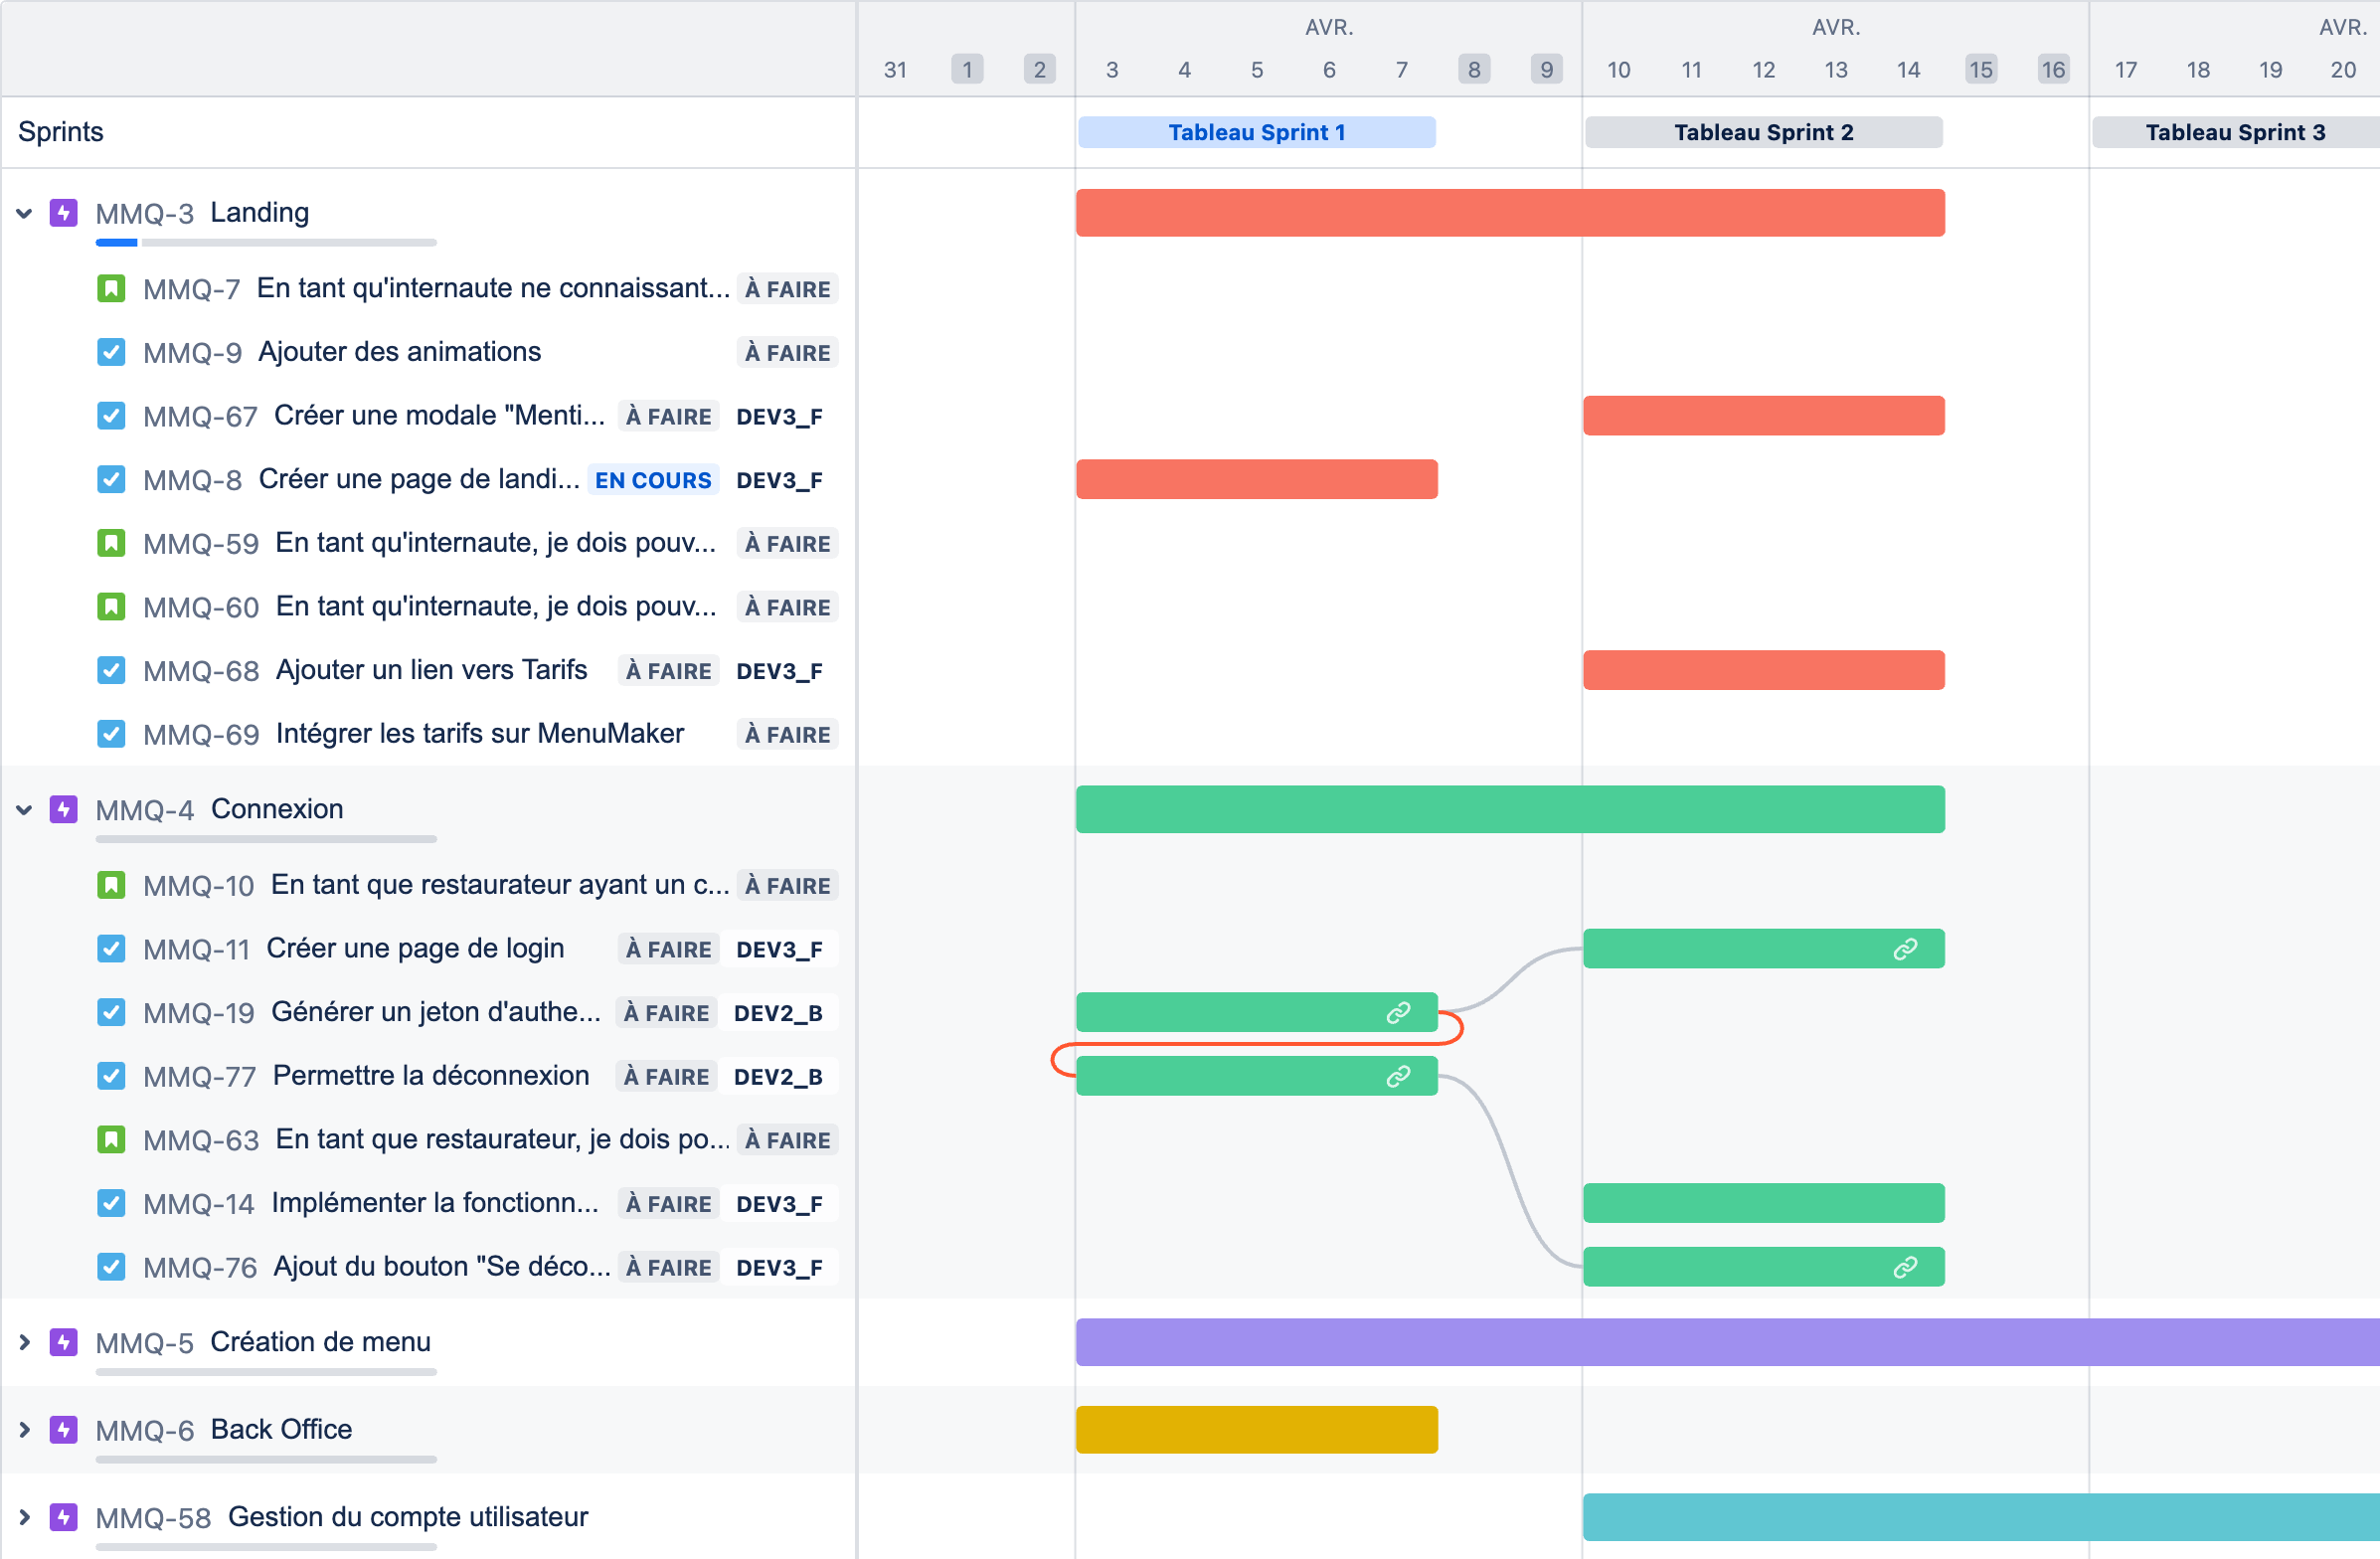 AVR. AVR. AVR.
31 1 2 3 4 5 6 7 8 9 10 11 12 13 14 15 16 17 18 19 20
Sprints Tableau Sprint 1 Tableau Sprint 2 Tableau Sprint 3
MMQ-3 Landing
MMQ-7 En tant qu'internaute ne connaissant... À FAIRE
MMQ-9 Ajouter des animations À FAIRE
MMQ-67 Créer une modale "Menti... À FAIRE DEV3_F
MMQ-8 Créer une page de landi... EN COURS DEV3_F
MMQ-59 En tant qu'internaute, je dois pouv... À FAIRE
MMQ-60 En tant qu'internaute, je dois pouv... À FAIRE
MMQ-68 Ajouter un lien vers Tarifs À FAIRE DEV3_F
MMQ-69 Intégrer les tarifs sur MenuMaker À FAIRE
MMQ-4 Connexion
MMQ-10 En tant que restaurateur ayant un c... À FAIRE
MMQ-11 Créer une page de login À FAIRE DEV3_F
MMQ-19 Générer un jeton d'authe... À FAIRE DEV2_B
MMQ-77 Permettre la déconnexion À FAIRE DEV2_B
MMQ-63 En tant que restaurateur, je dois po... À FAIRE
MMQ-14 Implémenter la fonctionn... À FAIRE DEV3_F
MMQ-76 Ajout du bouton "Se déco... À FAIRE DEV3_F
MMQ-5 Création de menu
MMQ-6 Back Office
MMQ-58 Gestion du compte utilisateur